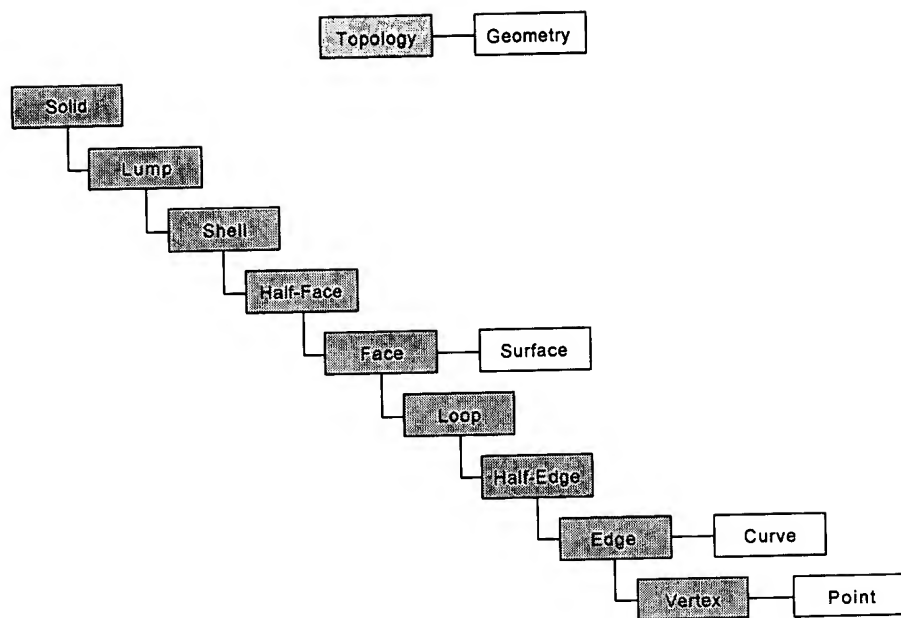 Topology Geometry
Solid
Lump
Shell
Half-Face
Face Surface
Loop
Half-Edge
Edge Curve
Vertex Point